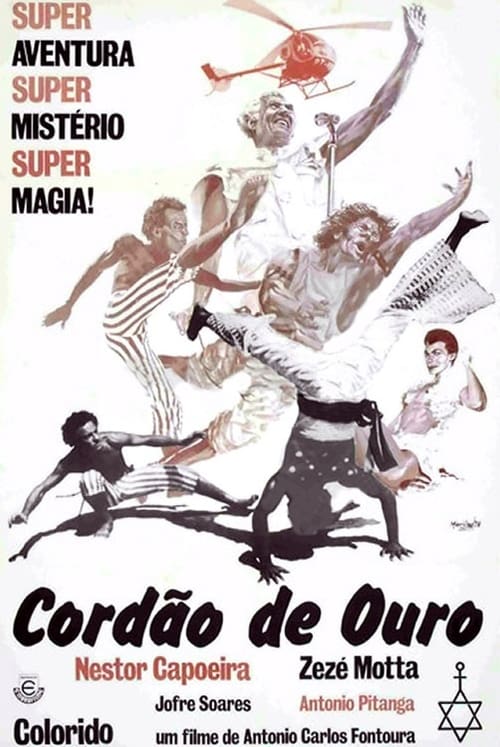 SUPER
AVENTURA
SUPER
MISTÉRIO
SUPER
MAGIA!
Cordão de Ouro
Nestor Capoeira
Zezé Motta
Jofre Soares
Antonio Pitanga
Colorido
um filme de Antonio Carlos Fontoura